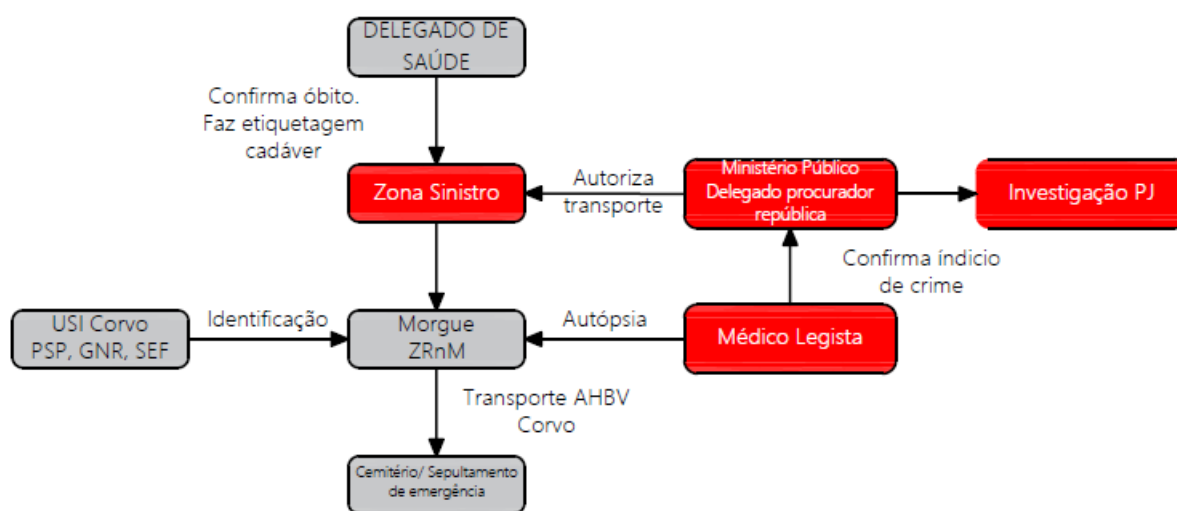 DELEGADO DE
SAÚDE
Confirma óbito.
Faz etiquetagem
cadáver
Zona Sinistro
Autoriza
transporte
Ministério Público
Delegado procurador
república
Investigação PJ
Confirma índicio
de crime
USI Corvo
PSP, GNR, SEF
Identificação
Morgue
ZRnM
Autópsia
Médico Legista
Transporte AHBV
Corvo
Cemitério/ Sepultamento
de emergência